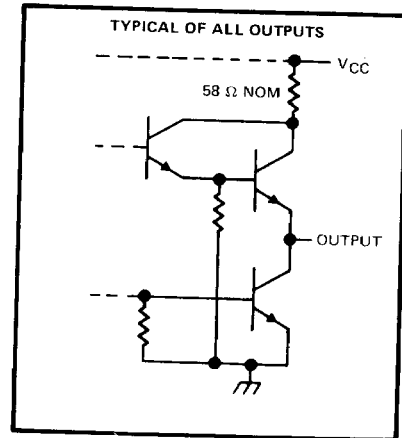 TYPICAL OF ALL OUTPUTS
VCC
58 Ω NOM
OUTPUT